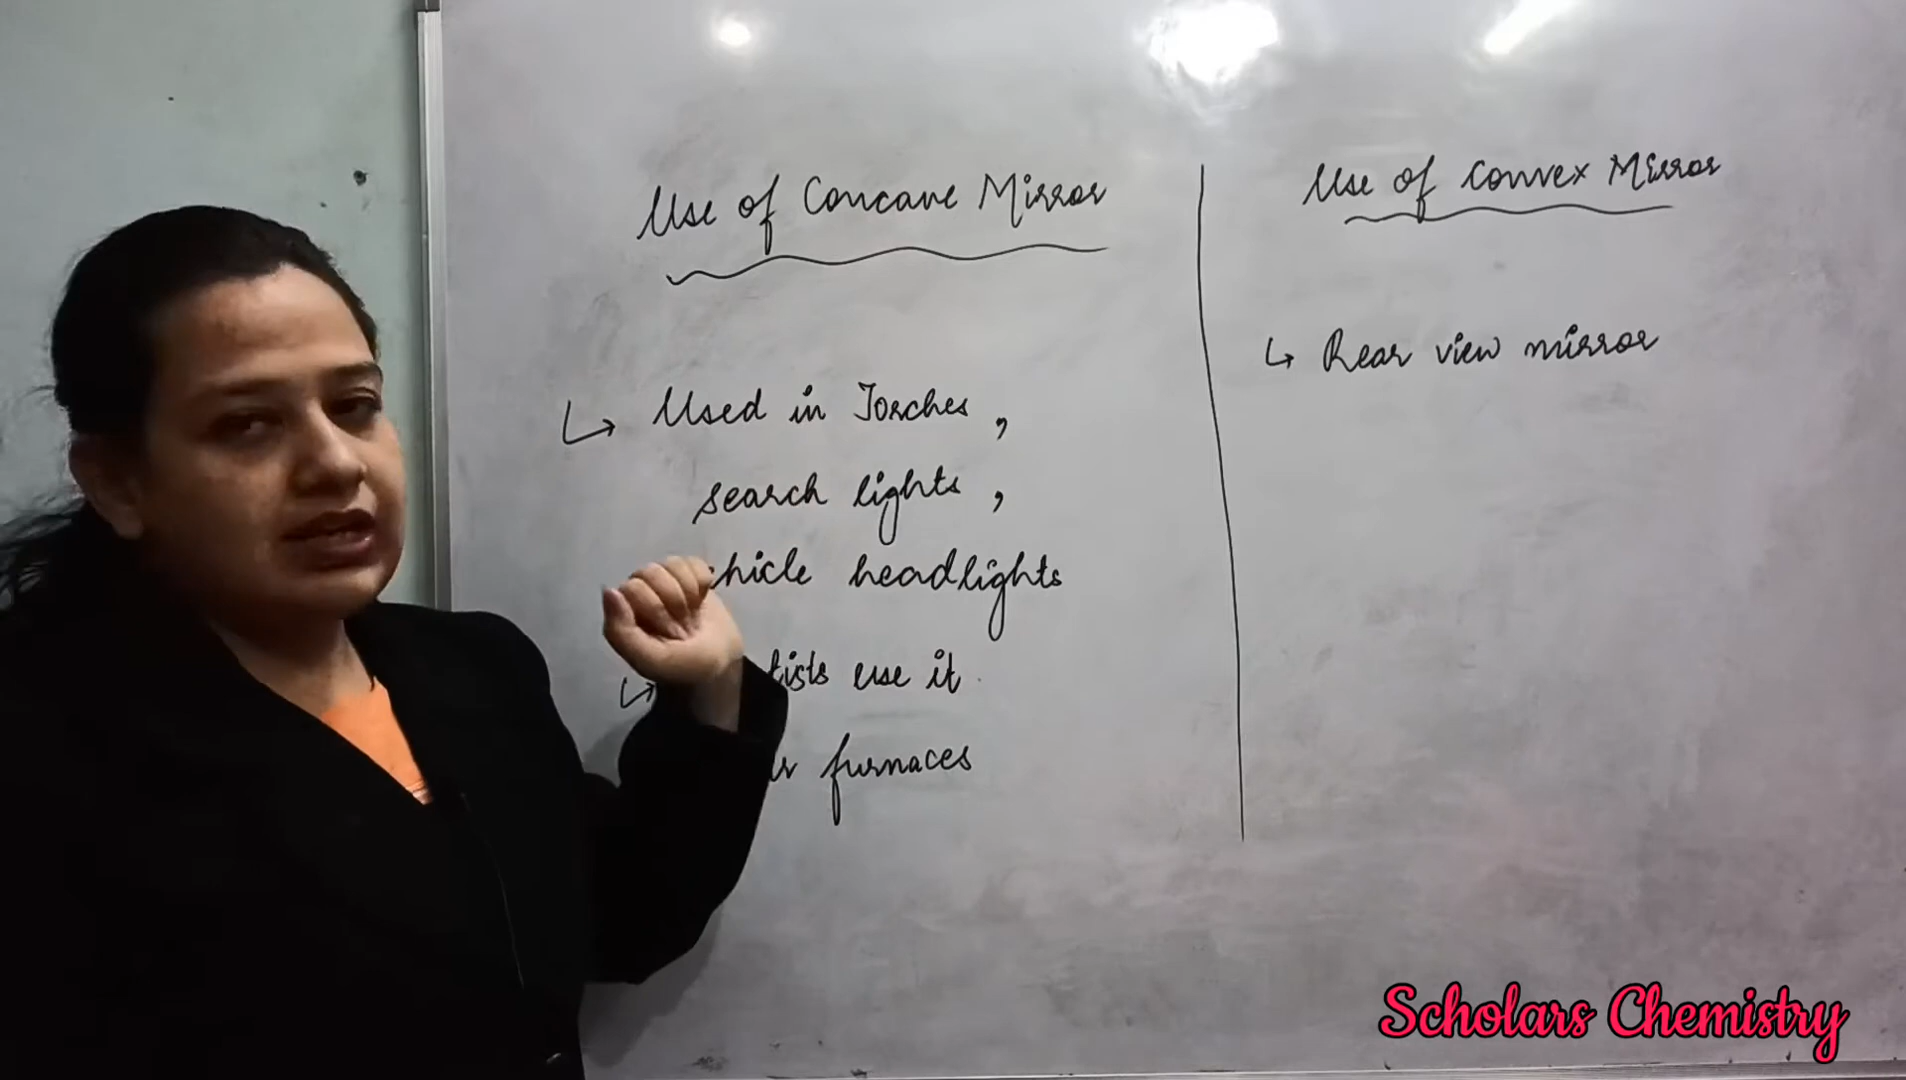 Use of Concave Mirror
Used in Torches,
search lights,
hicle headlights
tists use it
furnaces
Use of convex Mirror
Rear view mirror
Scholars Chemistry